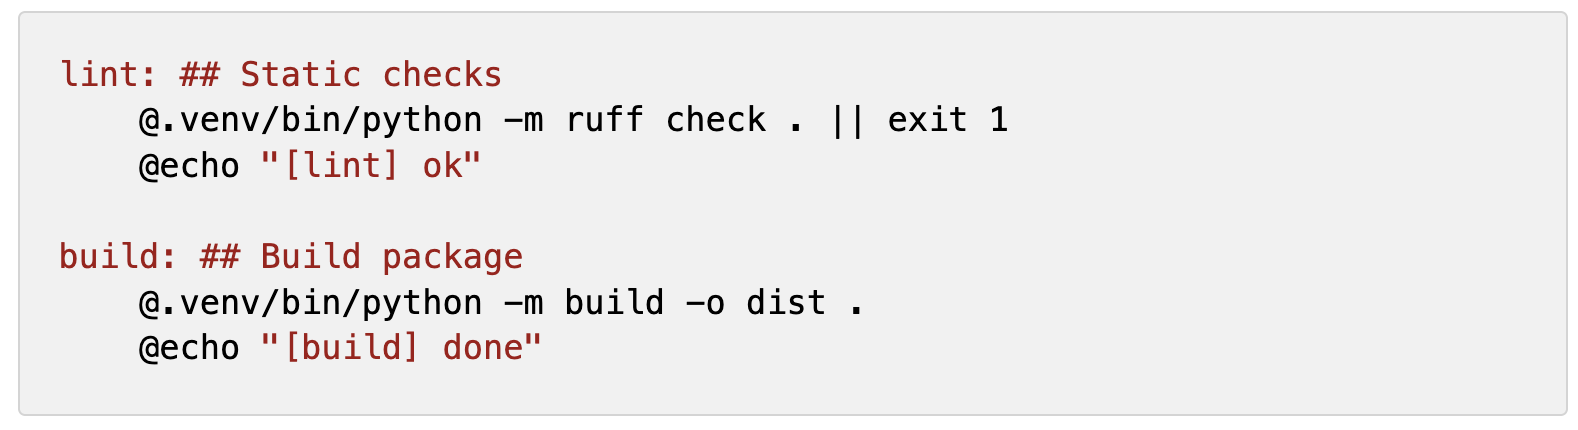 lint: ## Static checks
    @.venv/bin/python -m ruff check . || exit 1
    @echo "[lint] ok"

build: ## Build package
    @.venv/bin/python -m build -o dist .
    @echo "[build] done"